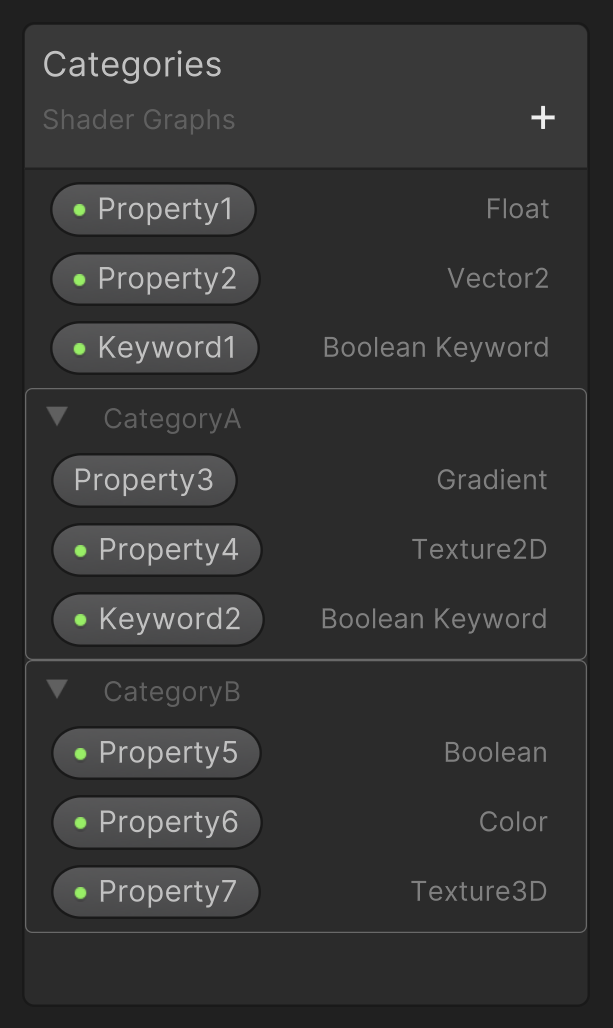 Categories
Shader Graphs
+
Property1 Float
Property2 Vector2
Keyword1 Boolean Keyword
CategoryA
Property3 Gradient
Property4 Texture2D
Keyword2 Boolean Keyword
CategoryB
Property5 Boolean
Property6 Color
Property7 Texture3D